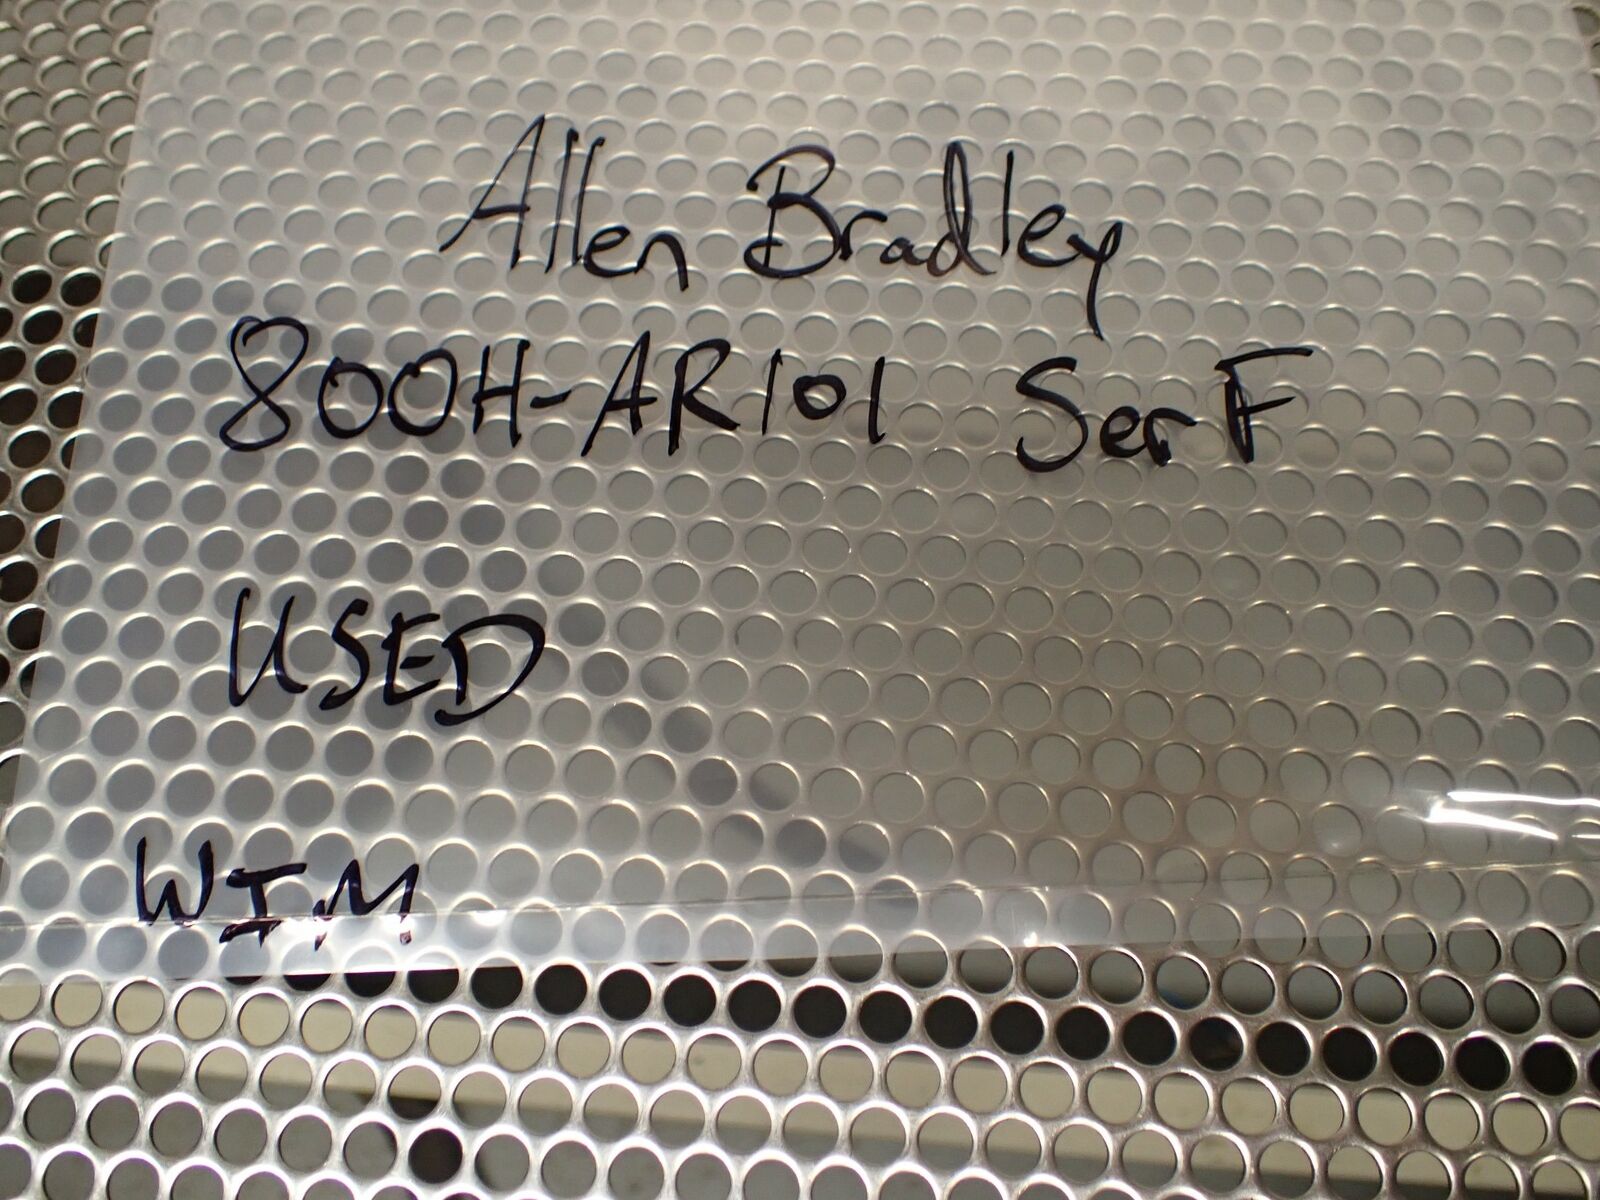 Allen Bradley
800H-AR101 Ser F
USED
WIM